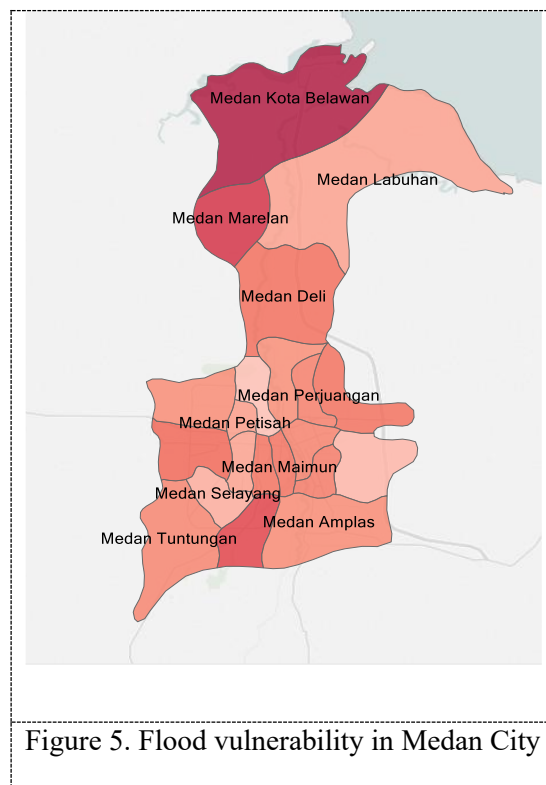 Medan Kota Belawan
Medan Labuhan
Medan Marelan
Medan Deli
Medan Perjuangan
Medan Petisah
Medan Maimun
Medan Selayang
Medan Amplas
Medan Tuntungan
Figure 5. Flood vulnerability in Medan City